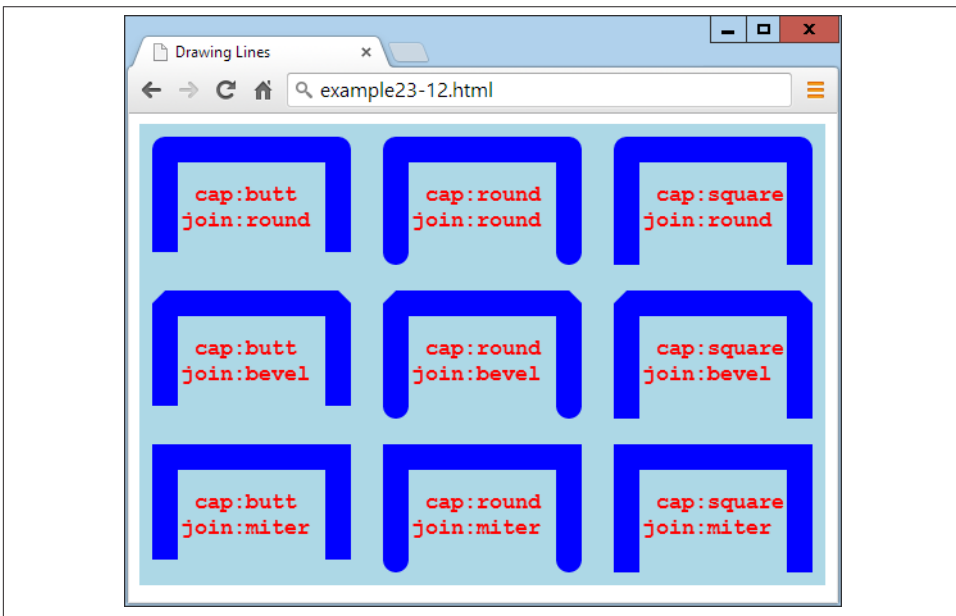 Drawing Lines
example23-12.html
cap:butt
join:round
cap:round
join:round
cap:square
join:round
cap:butt
join:bevel
cap:round
join:bevel
cap:square
join:bevel
cap:butt
join:miter
cap:round
join:miter
cap:square
join:miter